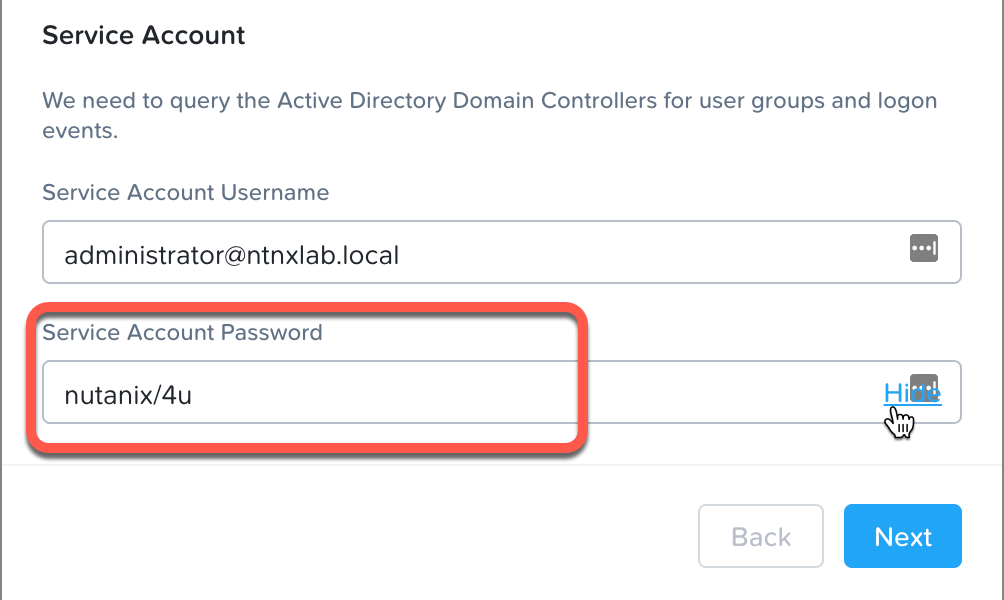 Service Account
We need to query the Active Directory Domain Controllers for user groups and logon
events.
Service Account Username
administrator@ntnxlab.local
Service Account Password
nutanix/4u
Hide
Back
Next